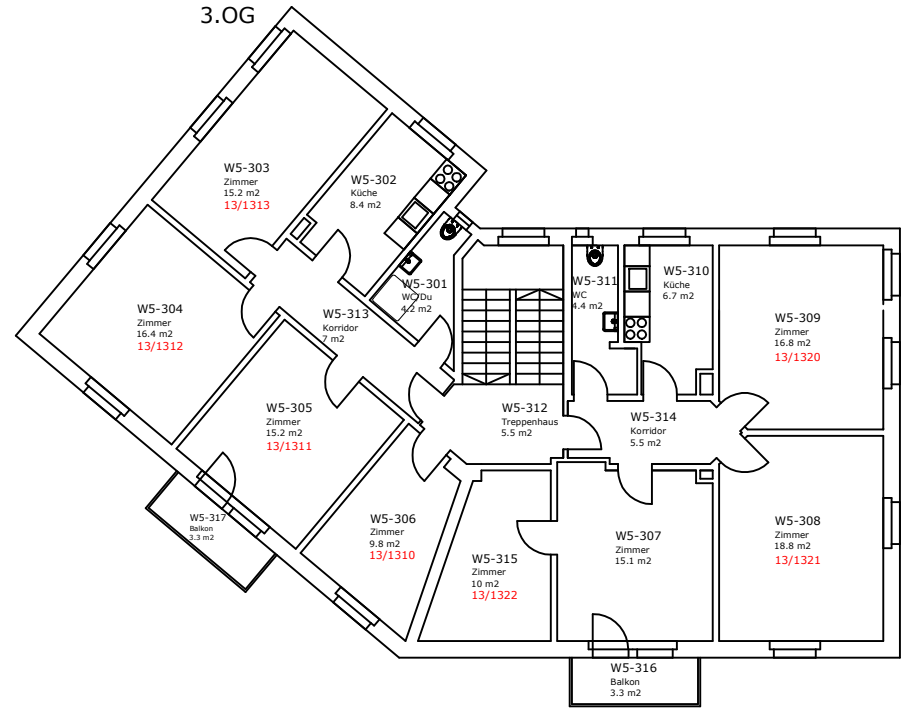 3.OG
W5-303
Zimmer
15.2 m2
13/1313
W5-302
Küche
8.4 m2
W5-301
WC/Du
4.2 m2
W5-311
WC
4.4 m2
W5-310
Küche
6.7 m2
W5-304
Zimmer
16.4 m2
13/1312
W5-313
Korridor
7 m2
W5-309
Zimmer
16.8 m2
13/1320
W5-305
Zimmer
15.2 m2
13/1311
W5-312
Treppenhaus
5.5 m2
W5-314
Korridor
5.5 m2
W5-317
Balkon
3.3 m2
W5-306
Zimmer
9.8 m2
13/1310
W5-315
Zimmer
10 m2
13/1322
W5-307
Zimmer
15.1 m2
W5-308
Zimmer
18.8 m2
13/1321
W5-316
Balkon
3.3 m2